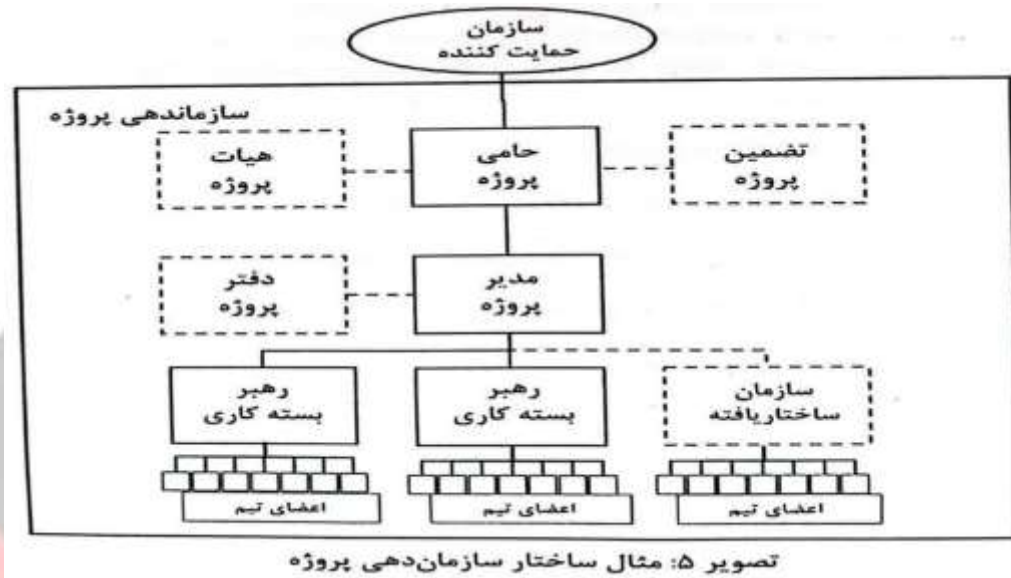 سازمان
حمایت کننده
سازماندهی پروژه
تضمین
پروژه
حامی
پروژه
هیات
پروژه
مدیر
پروژه
دفتر
پروژه
سازمان
ساختاریافته
رهبر
بسته کاری
رهبر
بسته کاری
اعضای تیم
اعضای تیم
اعضای تیم
تصویر ۵: مثال ساختار سازمان‌دهی پروژه